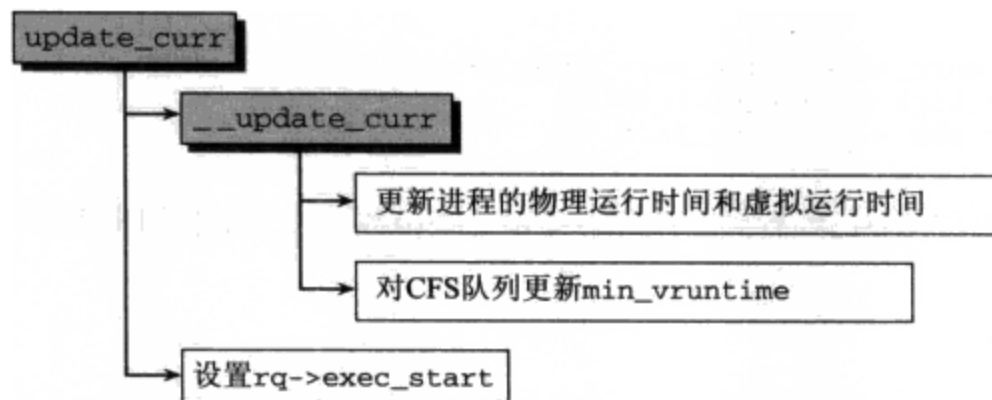 update_curr
__update_curr
更新进程的物理运行时间和虚拟运行时间
对CFS队列更新min_vruntime
设置rq->exec_start